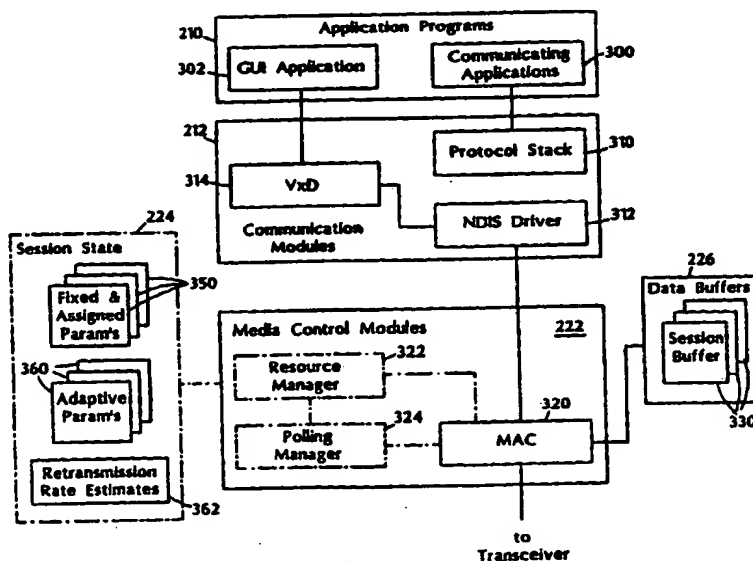 Application Programs
210
302
GUI Application
Communicating
Applications
300
212
Protocol Stack
310
314
VxD
NDIS Driver
312
Communication
Modules
224
Session State
Fixed &
Assigned
Param's
350
360
Adaptive
Param's
Retransmission
Rate Estimates
362
Media Control Modules
222
322
Resource
Manager
324
Polling
Manager
320
MAC
226
Data Buffers
Session
Buffer
330
to
Transceiver